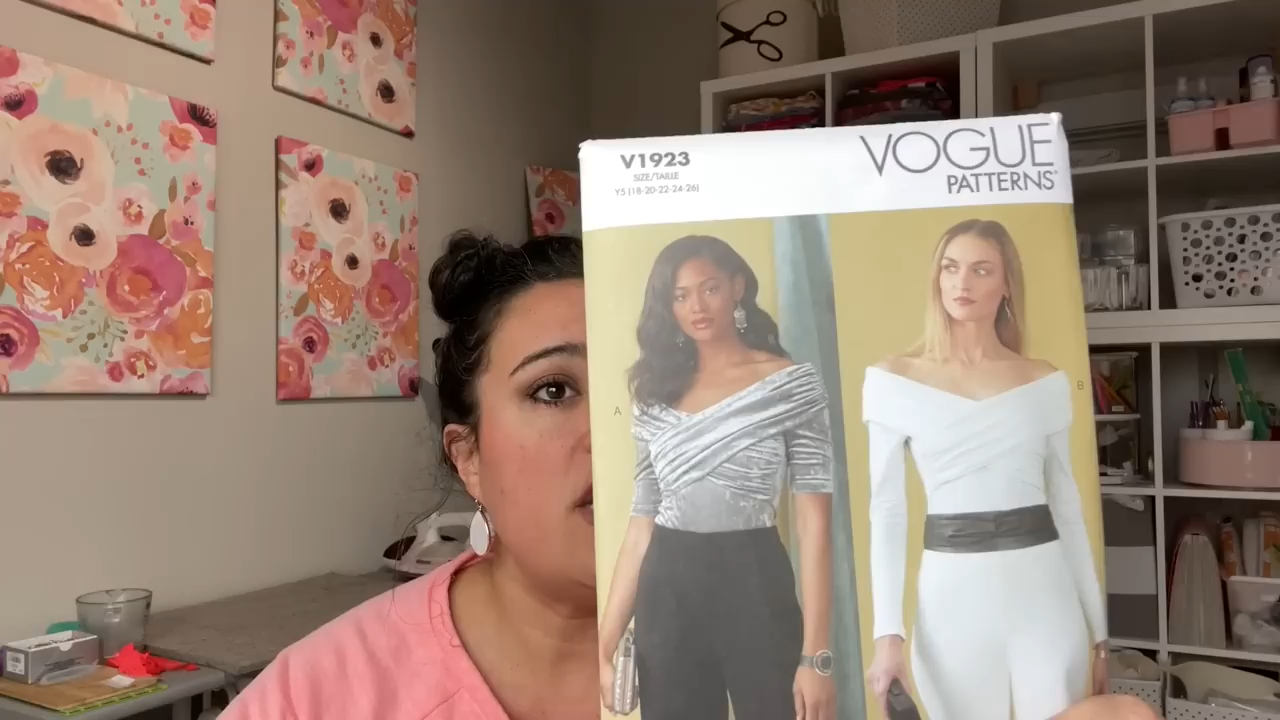 V1923
SIZE/TAILLE
Y5 (18-20-22-24-26)
VOGUE
PATTERNS
A
B